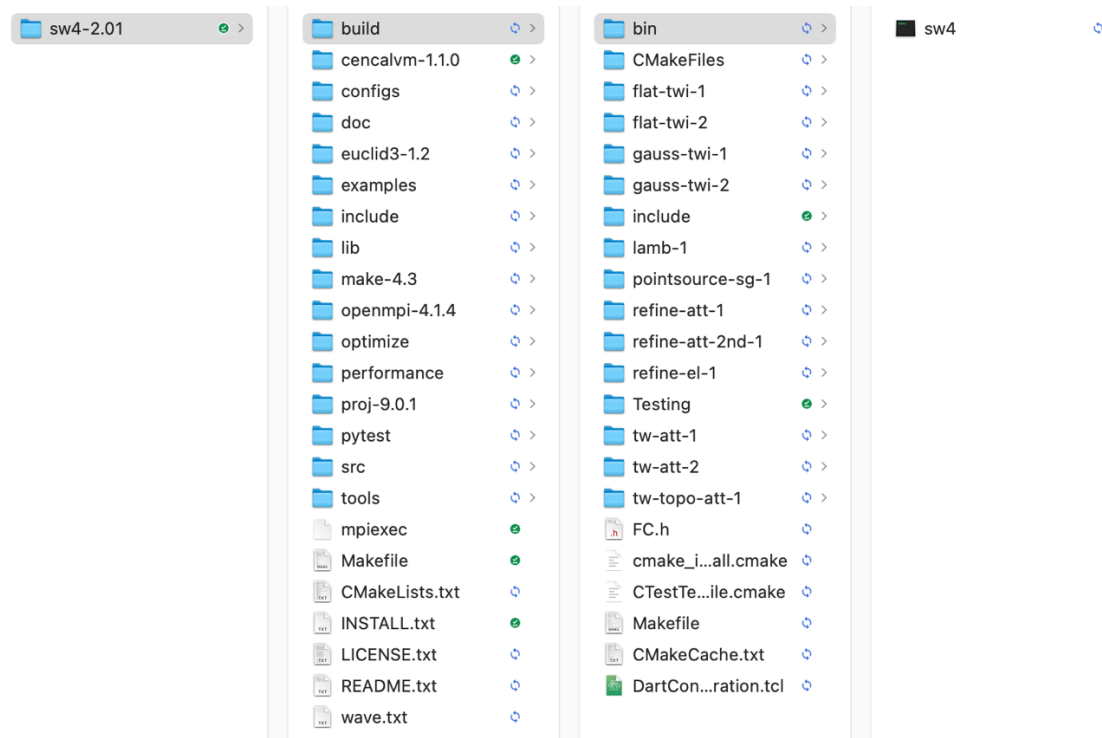 sw4-2.01
build
cencalvm-1.1.0
configs
doc
euclid3-1.2
examples
include
lib
make-4.3
openmpi-4.1.4
optimize
performance
proj-9.0.1
pytest
src
tools
mpiexec
Makefile
CMakeLists.txt
INSTALL.txt
LICENSE.txt
README.txt
wave.txt
bin
CMakeFiles
flat-twi-1
flat-twi-2
gauss-twi-1
gauss-twi-2
include
lamb-1
pointsource-sg-1
refine-att-1
refine-att-2nd-1
refine-el-1
Testing
tw-att-1
tw-att-2
tw-topo-att-1
FC.h
cmake_i...all.cmake
CTestTe...ile.cmake
Makefile
CMakeCache.txt
DartCon...ration.tcl
sw4